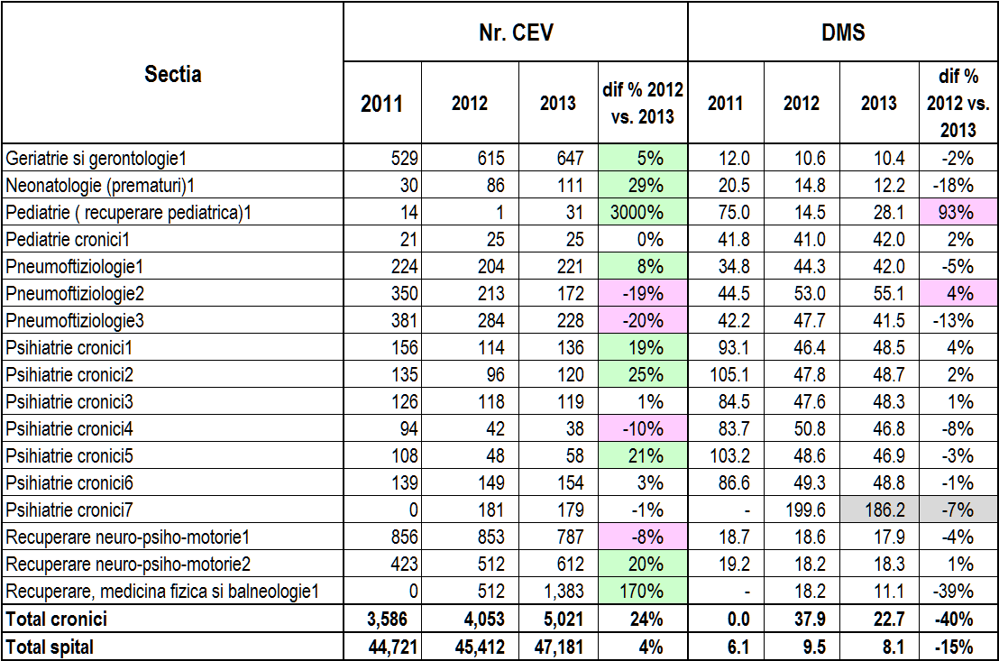 Sectia Nr. CEV DMS
2011 2012 2013 dif % 2012 vs. 2013 2011 2012 2013 dif % 2012 vs. 2013
Geriatrie si gerontologie1 529 615 647 5% 12.0 10.6 10.4 -2%
Neonatologie (prematuri)1 30 86 111 29% 20.5 14.8 12.2 -18%
Pediatrie ( recuperare pediatrica)1 14 1 31 3000% 75.0 14.5 28.1 93%
Pediatrie cronici1 21 25 25 0% 41.8 41.0 42.0 2%
Pneumoftiziologie1 224 204 221 8% 34.8 44.3 42.0 -5%
Pneumoftiziologie2 350 213 172 -19% 44.5 53.0 55.1 4%
Pneumoftiziologie3 381 284 228 -20% 42.2 47.7 41.5 -13%
Psihiatrie cronici1 156 114 136 19% 93.1 46.4 48.5 4%
Psihiatrie cronici2 135 96 120 25% 105.1 47.8 48.7 2%
Psihiatrie cronici3 126 118 119 1% 84.5 47.6 48.3 1%
Psihiatrie cronici4 94 42 38 -10% 83.7 50.8 46.8 -8%
Psihiatrie cronici5 108 48 58 21% 103.2 48.6 46.9 -3%
Psihiatrie cronici6 139 149 154 3% 86.6 49.3 48.8 -1%
Psihiatrie cronici7 0 181 179 -1% - 199.6 186.2 -7%
Recuperare neuro-psiho-motorie1 856 853 787 -8% 18.7 18.6 17.9 -4%
Recuperare neuro-psiho-motorie2 423 512 612 20% 19.2 18.2 18.3 1%
Recuperare, medicina fizica si balneologie1 0 512 1,383 170% - 18.2 11.1 -39%
Total cronici 3,586 4,053 5,021 24% 0.0 37.9 22.7 -40%
Total spital 44,721 45,412 47,181 4% 6.1 9.5 8.1 -15%